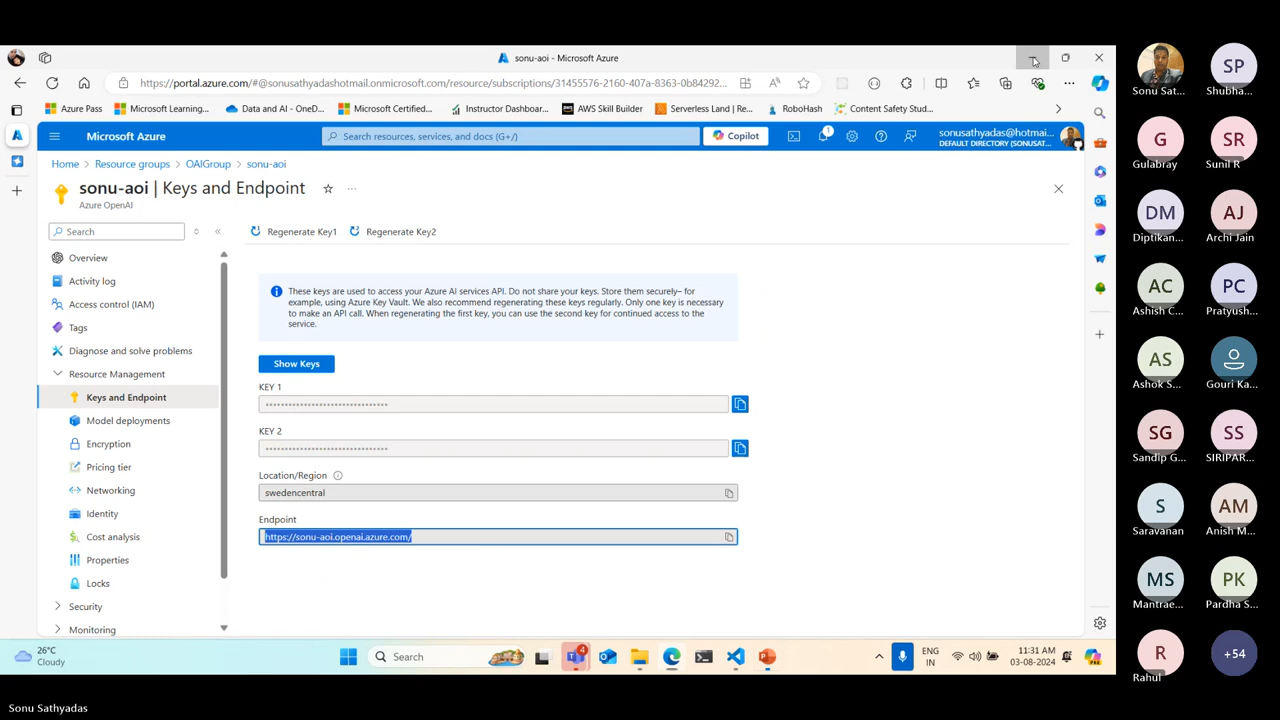 sonu-aoi - Microsoft Azure
https://portal.azure.com/#@sonusathyadashotmail.onmicrosoft.com/resource/subscriptions/31455576-2160-407a-8363-0b84292...
Azure Pass
Microsoft Learning...
Data and AI - OneD...
Microsoft Certified...
Instructor Dashboar...
AWS Skill Builder
Serverless Land | Re...
RoboHash
Content Safety Stud...
Microsoft Azure
Search resources, services, and docs (G+/)
Copilot
1
sonusathyadas@hotmai...
DEFAULT DIRECTORY (SONUSAT...
Home > Resource groups > OAIGroup > sonu-aoi
sonu-aoi | Keys and Endpoint
Azure OpenAI
Search
Regenerate Key1
Regenerate Key2
Overview
Activity log
Access control (IAM)
Tags
Diagnose and solve problems
Resource Management
Keys and Endpoint
Model deployments
Encryption
Pricing tier
Networking
Identity
Cost analysis
Properties
Locks
Security
Monitoring
These keys are used to access your Azure AI services API. Do not share your keys. Store them securely– for
example, using Azure Key Vault. We also recommend regenerating these keys regularly. Only one key is necessary
to make an API call. When regenerating the first key, you can use the second key for continued access to the
service.
Show Keys
KEY 1
KEY 2
Location/Region
swedencentral
Endpoint
https://sonu-aoi.openai.azure.com/
26°C
Cloudy
Search
4
ENG
IN
11:31 AM
03-08-2024
Sonu Sat...
SP
Shubha...
G
Gulabray
SR
Sunil R
DM
Diptikan...
AJ
Archi Jain
AC
Ashish C...
PC
Pratyush...
AS
Ashok S...
Gouri Ka...
SG
Sandip G...
SS
SIRIPAR...
S
Saravanan
AM
Anish M...
MS
Mantrae...
PK
Pardha S...
R
Rahul
+54
Sonu Sathyadas